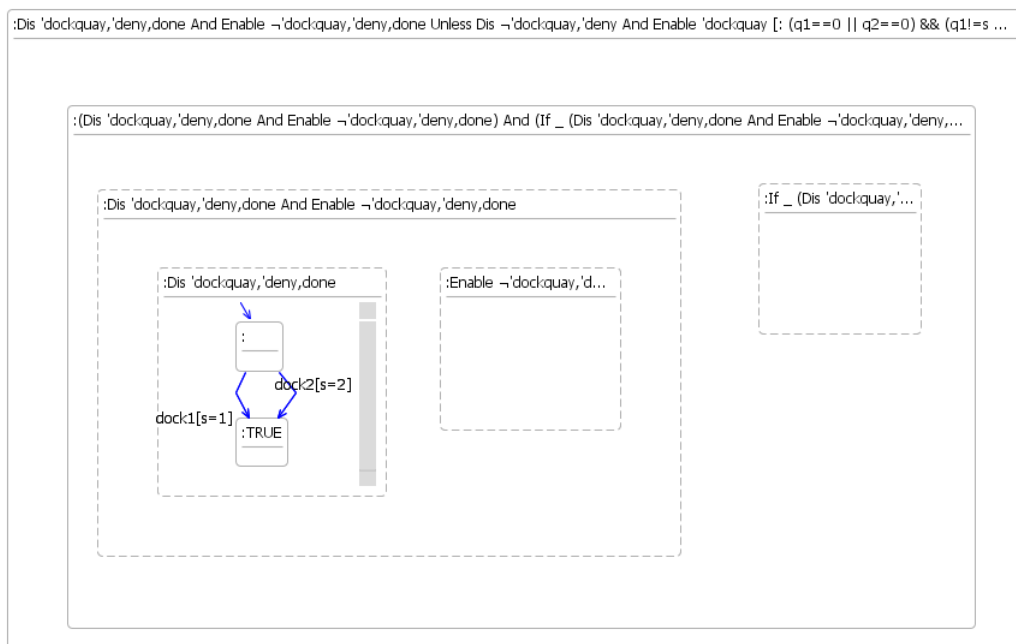 :Dis 'dockquay,'deny,done And Enable ¬'dockquay,'deny,done Unless Dis ¬'dockquay,'deny And Enable 'dockquay [: (q1==0 || q2==0) && (q1!=s ...
:(Dis 'dockquay,'deny,done And Enable ¬'dockquay,'deny,done) And (If _ (Dis 'dockquay,'deny,done And Enable ¬'dockquay,'deny,...
:Dis 'dockquay,'deny,done And Enable ¬'dockquay,'deny,done
:If _ (Dis 'dockquay,'...
:Dis 'dockquay,'deny,done
:Enable ¬'dockquay,'d...
:
dock2[s=2]
dock1[s=1]
:TRUE